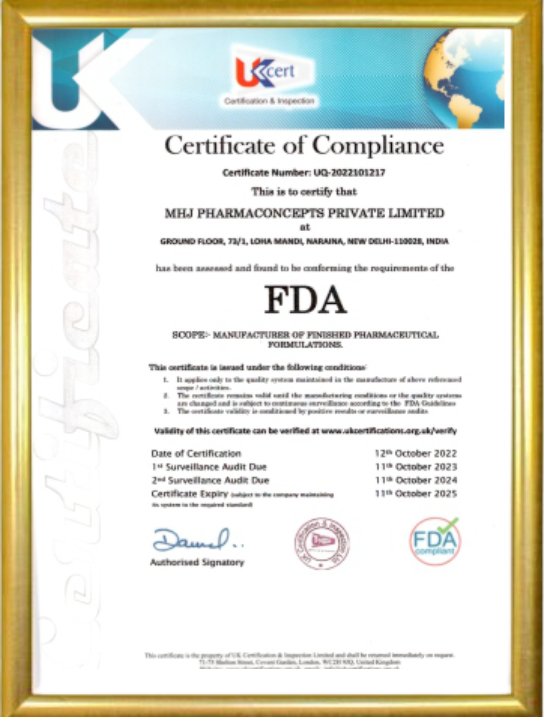 UKcert
Certification & Inspection
Certificate of Compliance
Certificate Number: UQ-2022101217
This is to certify that
MHJ PHARMACONCEPTS PRIVATE LIMITED
at
GROUND FLOOR, 73/1, LOHA MANDI, NARAINA, NEW DELHI-110028, INDIA
has been assessed and found to be conforming the requirements of the
FDA
SCOPE:- MANUFACTURER OF FINISHED PHARMACEUTICAL
FORMULATIONS.
This certificate is issued under the following conditions:
1. It applies only to the quality system maintained in the manufacture of above referenced
scope / activities.
2. The certificate remains valid until the manufacturing conditions or the quality systems
are changed and is subject to continuous surveillance according to the FDA Guidelines
3. The certificate validity is conditioned by positive results or surveillance audits
Validity of this certificate can be verified at www.ukcertifications.org.uk/verify
Date of Certification 12th October 2022
1st Surveillance Audit Due 11th October 2023
2nd Surveillance Audit Due 11th October 2024
Certificate Expiry (subject to the company maintaining 11th October 2025
its system to the required standard)
Authorised Signatory
UK Certification & Inspection Ltd
FDA
compliant
This certificate is the property of UK Certification & Inspection Limited and shall be returned immediately on request.
71-75 Shelton Street, Covent Garden, London, WC2H 9JQ, United Kingdom
certificate